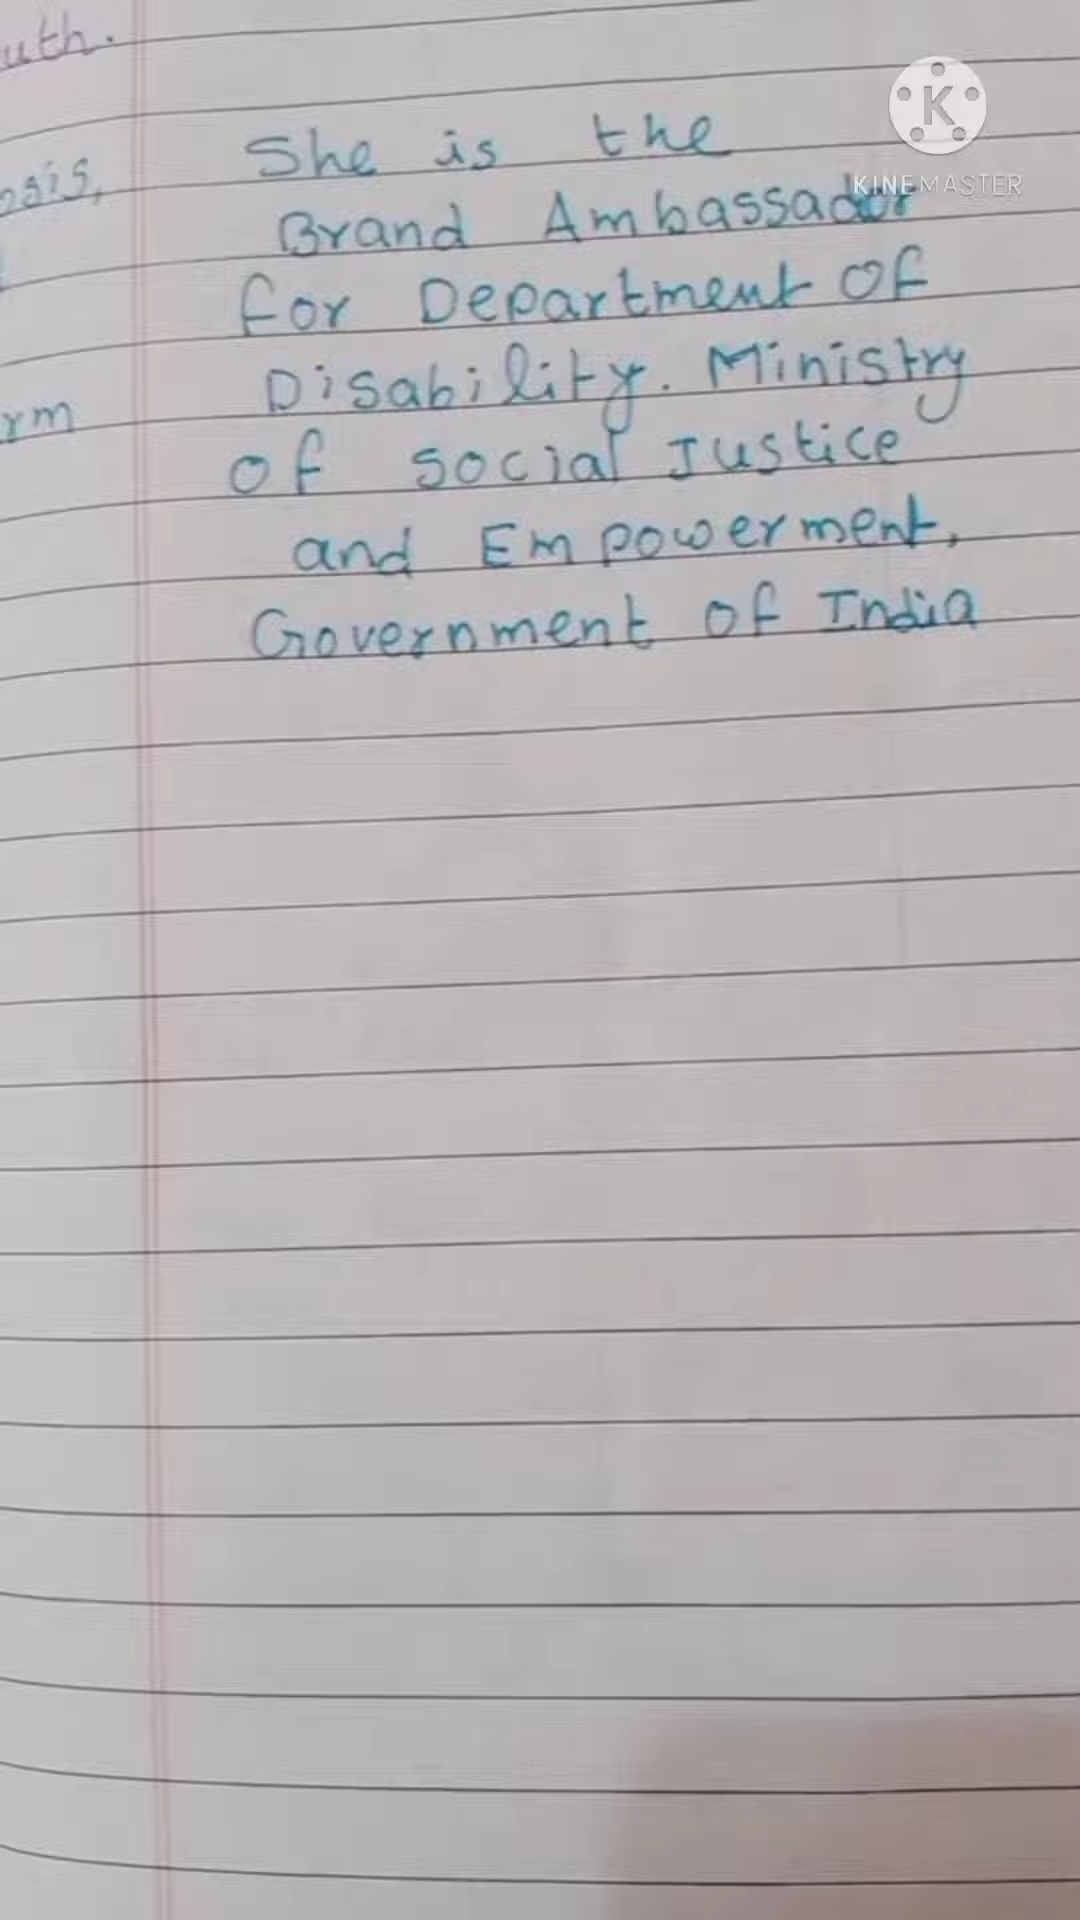 uth.
She is the
Brand Ambassador
for Department of
Disability. Ministry
of social Justice
and Empowerment,
Government of India
osis,
rm
K
KINEMASTER